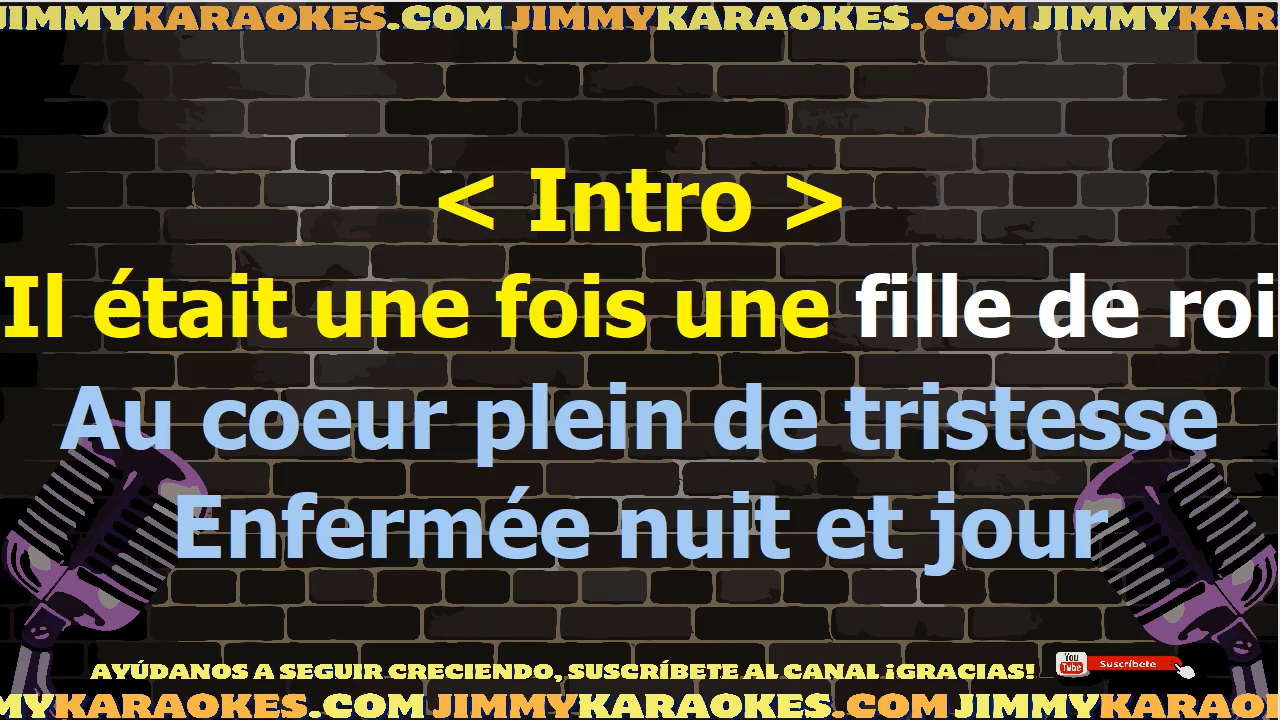 JIMMYKARAOKES.COM JIMMYKARAOKES.COM JIMMYKAR
< Intro >
Il était une fois une fille de roi
Au coeur plein de tristesse
Enfermée nuit et jour
AYÚDANOS A SEGUIR CRECIENDO, SUSCRÍBETE AL CANAL ¡GRACIAS!
You Tube Suscríbete
MYKARAOKES.COM JIMMYKARAOKES.COM JIMMYKARAO